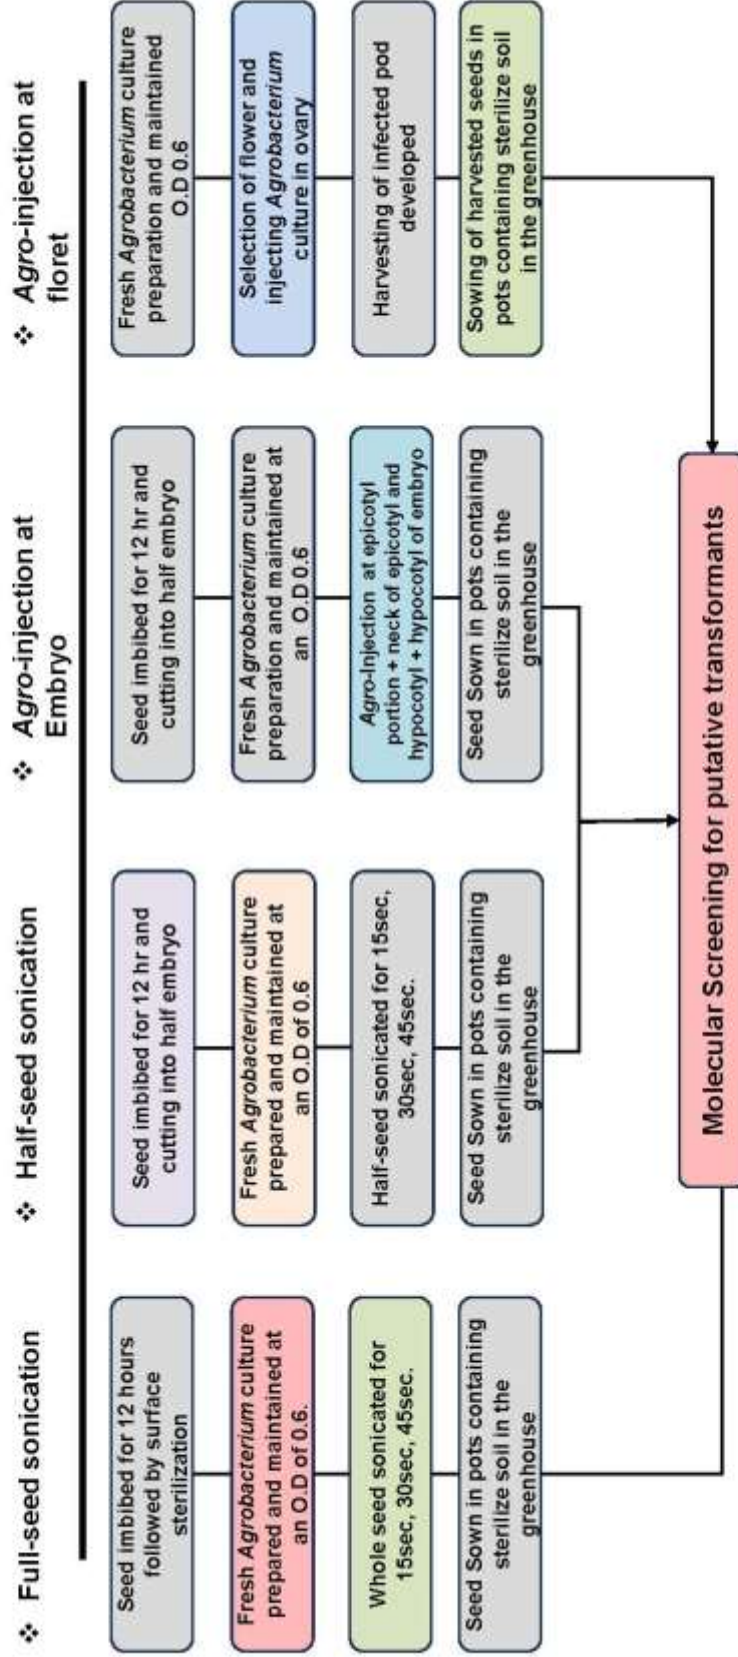 ❖ Full-seed sonication
Seed imbibed for 12 hours
followed by surface
sterilization
Fresh Agrobacterium culture
prepared and maintained at
an O.D of 0.6.
Whole seed sonicated for
15sec, 30sec, 45sec.
Seed Sown in pots containing
sterilize soil in the
greenhouse
❖ Half-seed sonication
Seed imbibed for 12 hr and
cutting into half embryo
Fresh Agrobacterium culture
prepared and maintained at
an O.D of 0.6
Half-seed sonicated for 15sec,
30sec, 45sec.
Seed Sown in pots containing
sterilize soil in the
greenhouse
❖ Agro-injection at
Embryo
Seed imbibed for 12 hr and
cutting into half embryo
Fresh Agrobacterium culture
preparation and maintained at
an O.D 0.6
Agro-Injection at epicotyl
portion + neck of epicotyl and
hypocotyl + hypocotyl of embryo
Seed Sown in pots containing
sterilize soil in the
greenhouse
❖ Agro-injection at
floret
Fresh Agrobacterium culture
preparation and maintained
O.D 0.6
Selection of flower and
injecting Agrobacterium
culture in ovary
Harvesting of infected pod
developed
Sowing of harvested seeds in
pots containing sterilize soil
in the greenhouse
Molecular Screening for putative transformants